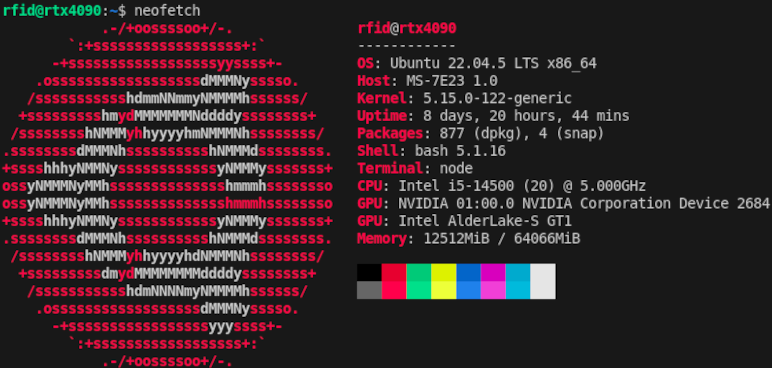 rfid@rtx4090:~$ neofetch
            .-/+oossssoo+/-.               rfid@rtx4090
        `:+ssssssssssssssssss+:`           ------------
      -+ssssssssssssssssssyyssss+-         OS: Ubuntu 22.04.5 LTS x86_64
    .ossssssssssssssssssdMMMNysssso.       Host: MS-7E23 1.0
   /ssssssssssshdmmNNmmyNMMMMhssssss/      Kernel: 5.15.0-122-generic
  +ssssssssshmydMMMMMMMNddddyssssssss+     Uptime: 8 days, 20 hours, 44 mins
 /sssssssshNMMMyhhyyyyhmNMMMNhssssssss/    Packages: 877 (dpkg), 4 (snap)
.ssssssssdMMMNhsssssssssshNMMMdssssssss.   Shell: bash 5.1.16
+sssshhhyNMMNyssssssssssssyNMMMysssssss+   Terminal: node
ossyNMMMNyMMhsssssssssssssshmmmhssssssso   CPU: Intel i5-14500 (20) @ 5.000GHz
ossyNMMMNyMMhsssssssssssssshmmmhssssssso   GPU: NVIDIA 01:00.0 NVIDIA Corporation Device 2684
+sssshhhyNMMNyssssssssssssyNMMMysssssss+   GPU: Intel AlderLake-S GT1
.ssssssssdMMMNhsssssssssshNMMMdssssssss.   Memory: 12512MiB / 64066MiB
 /sssssssshNMMMyhhyyyyhdNMMMNhssssssss/
  +sssssssssdmydMMMMMMMMddddyssssssss+
   /ssssssssssshdmNNNNmyNMMMMhssssss/
    .ossssssssssssssssssdMMMNysssso.
      -+sssssssssssssssssyyyssss+-
        `:+ssssssssssssssssss+:`
            .-/+oossssoo+/-.